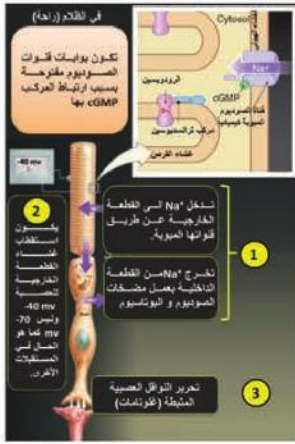 في الظلام (راحة)
تكون بوابات قنوات
الصوديوم مفتوحة
بسبب ارتباط المركب
cGMP بها
Cytosol
غشاء الهيولى
Na⁺
الرودوبسين
cGMP
قناة الصوديوم
المبوبة كيميائيا
مركب ترانسديوسين
غشاء القرص
-40 mv
2
يكون
استقطاب
غشاء
القطعة
الخارجية
للعصية
-40
mv
وليس 70-
mv كما هو
الحال في
المستقبلات
الأخرى.
تدخل Na⁺ الى القطعة
الخارجية عن طريق
قنواتها المبوبة.
1
تخرج Na⁺من القطعة
الداخلية بعمل مضخات
الصوديوم و البوتاسيوم
تحرير النواقل العصبية
المثبطة (غلوتامات)
3